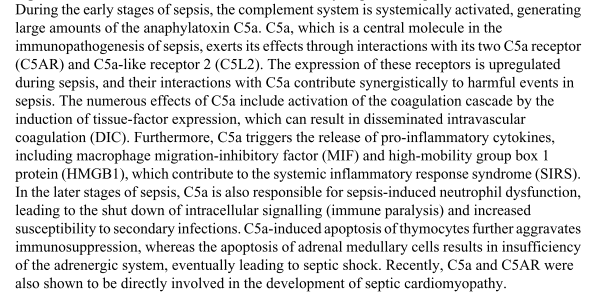 During the early stages of sepsis, the complement system is systemically activated, generating
large amounts of the anaphylatoxin C5a. C5a, which is a central molecule in the
immunopathogenesis of sepsis, exerts its effects through interactions with its two C5a receptor
(C5AR) and C5a-like receptor 2 (C5L2). The expression of these receptors is upregulated
during sepsis, and their interactions with C5a contribute synergistically to harmful events in
sepsis. The numerous effects of C5a include activation of the coagulation cascade by the
induction of tissue-factor expression, which can result in disseminated intravascular
coagulation (DIC). Furthermore, C5a triggers the release of pro-inflammatory cytokines,
including macrophage migration-inhibitory factor (MIF) and high-mobility group box 1
protein (HMGB1), which contribute to the systemic inflammatory response syndrome (SIRS).
In the later stages of sepsis, C5a is also responsible for sepsis-induced neutrophil dysfunction,
leading to the shut down of intracellular signalling (immune paralysis) and increased
susceptibility to secondary infections. C5a-induced apoptosis of thymocytes further aggravates
immunosuppression, whereas the apoptosis of adrenal medullary cells results in insufficiency
of the adrenergic system, eventually leading to septic shock. Recently, C5a and C5AR were
also shown to be directly involved in the development of septic cardiomyopathy.